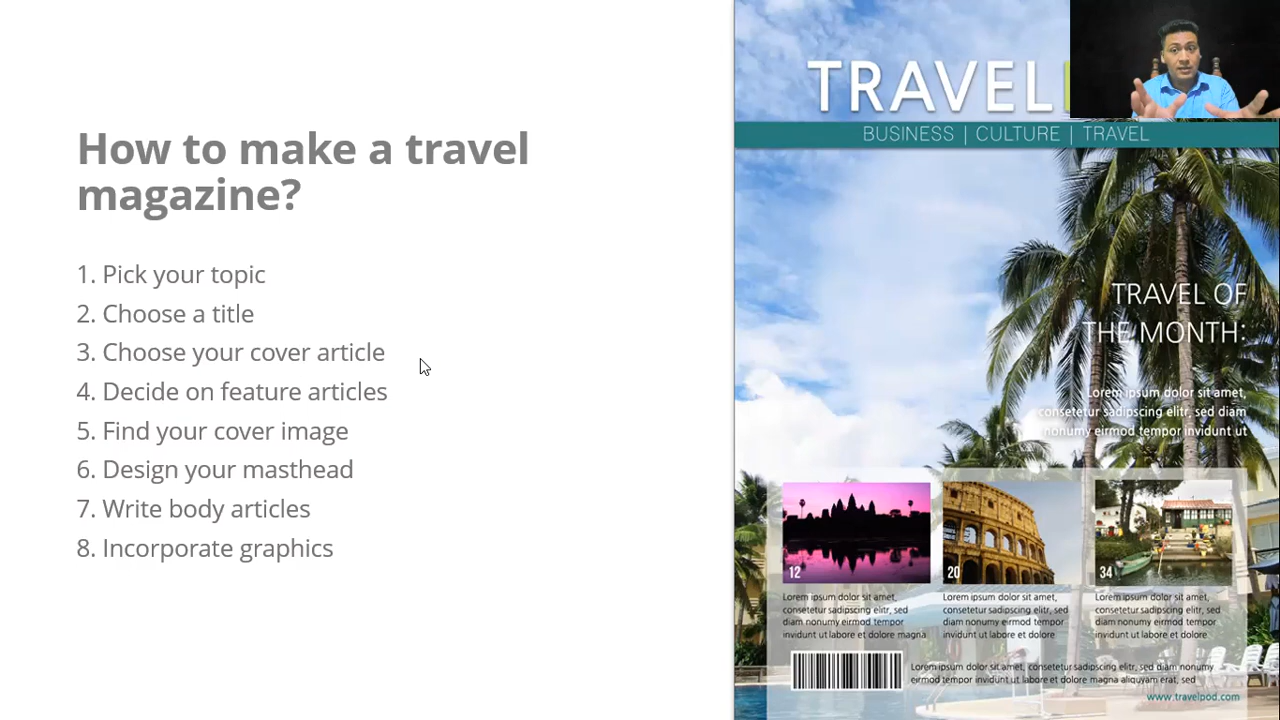 How to make a travel
magazine?
1. Pick your topic
2. Choose a title
3. Choose your cover article
4. Decide on feature articles
5. Find your cover image
6. Design your masthead
7. Write body articles
8. Incorporate graphics
TRAVEL
BUSINESS | CULTURE | TRAVEL
TRAVEL OF
THE MONTH:
Lorem ipsum dolor sit amet,
consetetur sadipscing elitr, sed diam
nonumy eirmod tempor invidunt ut
12
Lorem ipsum dolor sit amet,
consetetur sadipscing elitr, sed
diam nonumy eirmod tempor
invidunt ut labore et dolore magna
20
Lorem ipsum dolor sit amet,
consetetur sadipscing elitr, sed
diam nonumy eirmod tempor
invidunt ut labore et dolore
34
Lorem ipsum dolor sit amet,
consetetur sadipscing elitr, sed
diam nonumy eirmod tempor
invidunt ut labore et dolore
Lorem ipsum dolor sit amet, consetetur sadipscing elitr, sed diam nonumy
eirmod tempor invidunt ut labore et dolore magna aliquyam erat, sed
www.travelpod.com